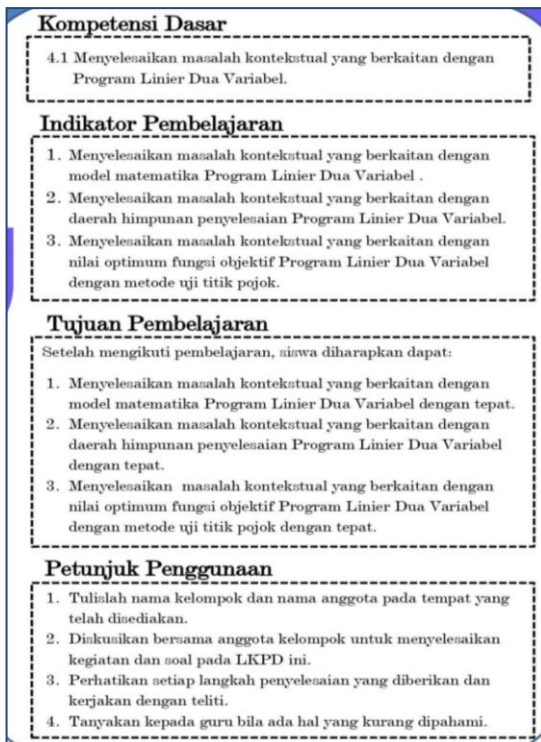 Kompetensi Dasar
4.1 Menyelesaikan masalah kontekstual yang berkaitan dengan
Program Linier Dua Variabel.
Indikator Pembelajaran
1. Menyelesaikan masalah kontekstual yang berkaitan dengan
model matematika Program Linier Dua Variabel .
2. Menyelesaikan masalah kontekstual yang berkaitan dengan
daerah himpunan penyelesaian Program Linier Dua Variabel.
3. Menyelesaikan masalah kontekstual yang berkaitan dengan
nilai optimum fungsi objektif Program Linier Dua Variabel
dengan metode uji titik pojok.
Tujuan Pembelajaran
Setelah mengikuti pembelajaran, siswa diharapkan dapat:
1. Menyelesaikan masalah kontekstual yang berkaitan dengan
model matematika Program Linier Dua Variabel dengan tepat.
2. Menyelesaikan masalah kontekstual yang berkaitan dengan
daerah himpunan penyelesaian Program Linier Dua Variabel
dengan tepat.
3. Menyelesaikan masalah kontekstual yang berkaitan dengan
nilai optimum fungsi objektif Program Linier Dua Variabel
dengan metode uji titik pojok dengan tepat.
Petunjuk Penggunaan
1. Tulislah nama kelompok dan nama anggota pada tempat yang
telah disediakan.
2. Diskusikan bersama anggota kelompok untuk menyelesaikan
kegiatan dan soal pada LKPD ini.
3. Perhatikan setiap langkah penyelesaian yang diberikan dan
kerjakan dengan teliti.
4. Tanyakan kepada guru bila ada hal yang kurang dipahami.